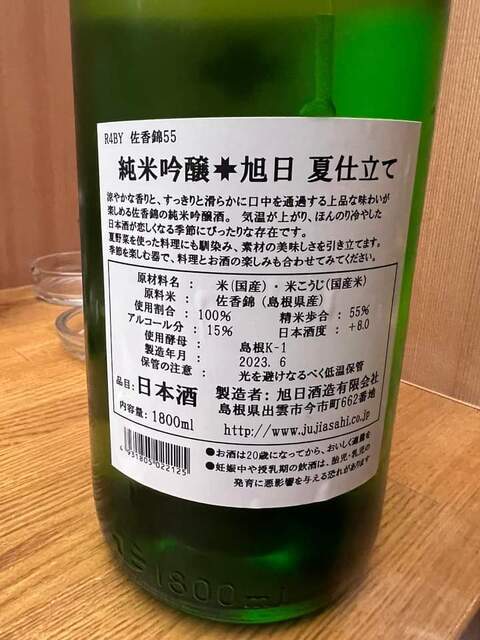 R4BY 佐香錦55
純米吟醸✷旭日 夏仕立て
涼やかな香りと、すっきりと滑らかに口中を通過する上品な味わいが
楽しめる佐香錦の純米吟醸酒。 気温が上がり、ほんのり冷やした
日本酒が恋しくなる季節にぴったりな存在です。
夏野菜を使った料理にも馴染み、素材の美味しさを引き立てます。
季節を楽しむ器で、料理とお酒の楽しみも合わせてみてください。
原材料名: 米(国産)・米こうじ(国産米)
原料米: 佐香錦(島根県産)
使用割合: 100% 精米歩合: 55%
アルコール分: 15% 日本酒度: +8.0
使用酵母: 島根K-1
製造年月: 2023. 6
保管の注意: 光を避けなるべく低温保管
品目: 日本酒 製造者: 旭日酒造有限会社
島根県出雲市今市町662番地
内容量: 1800ml http://www.jujiasahi.co.jp
●お酒は20歳になってから、おいしく適量を
●妊娠中や授乳期の飲酒は、胎児・乳児の
発育に悪影響を与える恐れがあります
4931805022125
1800ml